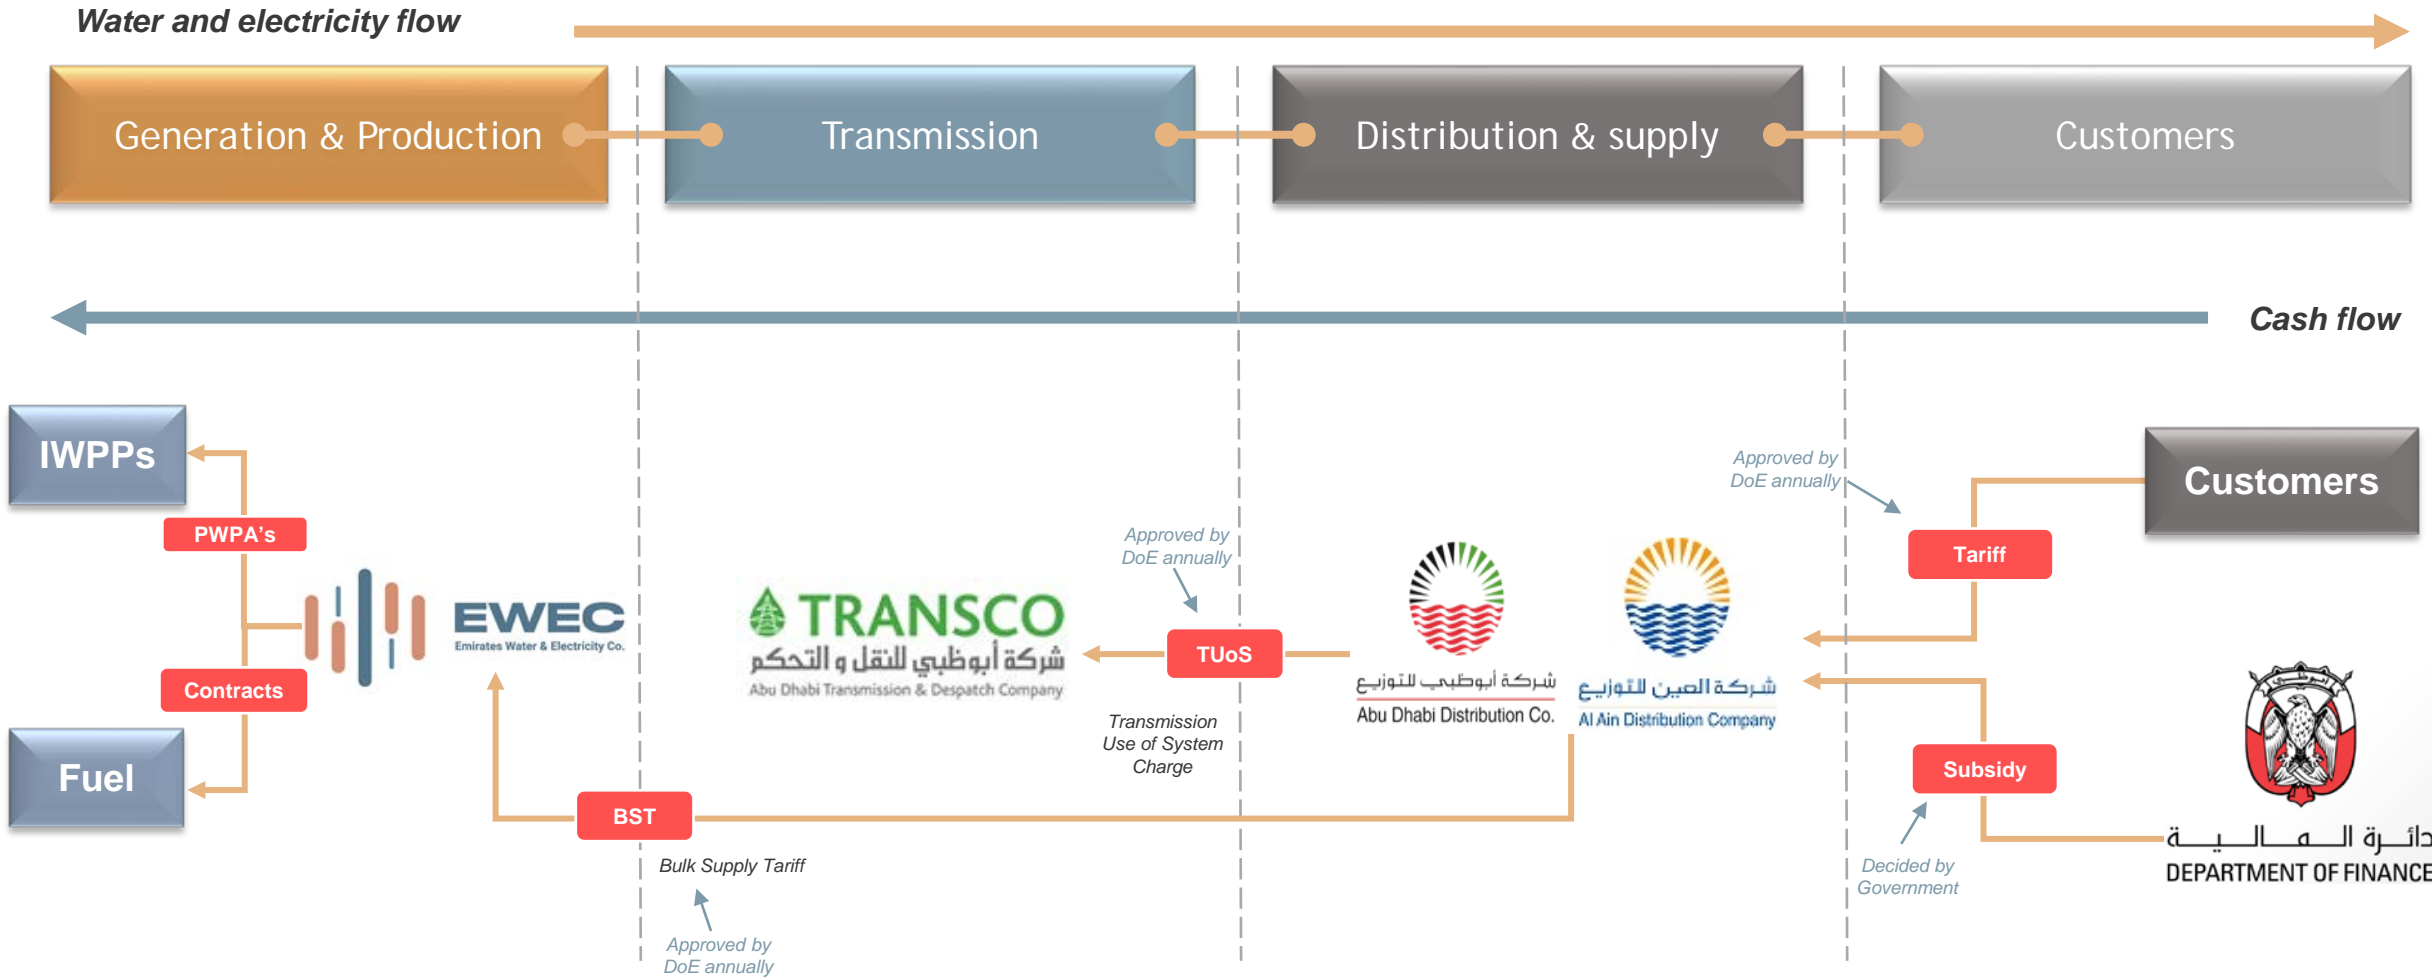 Water and electricity flow
Generation & Production
Transmission
Distribution & supply
Customers
Cash flow
IWPPs
PWPA's
Contracts
Fuel
EWEC
Emirates Water & Electricity Co.
BST
Bulk Supply Tariff
Approved by
DoE annually
TRANSCO
شركة أبوظبي للنقل و التحكم
Abu Dhabi Transmission & Despatch Company
Approved by
DoE annually
TUoS
Transmission
Use of System
Charge
شركة أبوظبي للتوزيع
Abu Dhabi Distribution Co.
شركة العين للتوزيع
Al Ain Distribution Company
Approved by
DoE annually
Tariff
Customers
Subsidy
Decided by
Government
أبوظبي
دائرة المالية
DEPARTMENT OF FINANCE